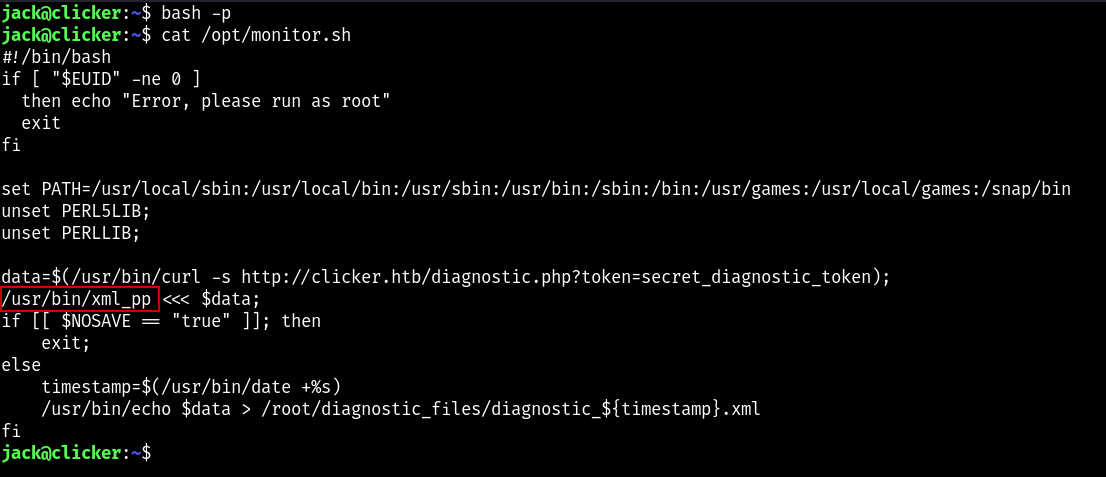 jack@clicker:~$ bash -p
jack@clicker:~$ cat /opt/monitor.sh
#!/bin/bash
if [ "$EUID" -ne 0 ]
  then echo "Error, please run as root"
  exit
fi

set PATH=/usr/local/sbin:/usr/local/bin:/usr/sbin:/usr/bin:/sbin:/bin:/usr/games:/usr/local/games:/snap/bin
unset PERL5LIB;
unset PERLLIB;

data=$(/usr/bin/curl -s http://clicker.htb/diagnostic.php?token=secret_diagnostic_token);
/usr/bin/xml_pp <<< $data;
if [[ $NOSAVE == "true" ]]; then
    exit;
else
    timestamp=$(/usr/bin/date +%s)
    /usr/bin/echo $data > /root/diagnostic_files/diagnostic_${timestamp}.xml
fi
jack@clicker:~$